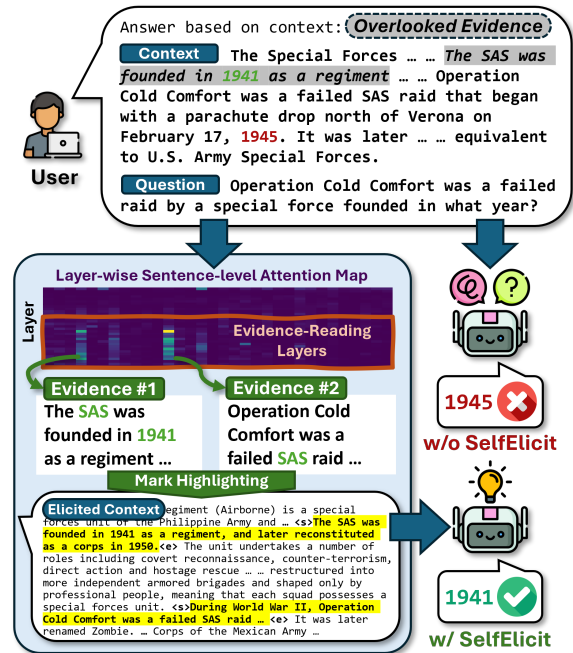 Answer based on context: Overlooked Evidence
Context The Special Forces … … The SAS was
founded in 1941 as a regiment … … Operation
Cold Comfort was a failed SAS raid that began
with a parachute drop north of Verona on
February 17, 1945. It was later … … equivalent
to U.S. Army Special Forces.
User
Question Operation Cold Comfort was a failed
raid by a special force founded in what year?
Layer-wise Sentence-level Attention Map
Layer
Evidence-Reading
Layers
?
Evidence #1
The SAS was
founded in 1941
as a regiment …
Evidence #2
Operation Cold
Comfort was a
failed SAS raid …
1945
w/o SelfElicit
Mark Highlighting
Elicited Context egiment (Airborne) is a special
forces unit of the Philippine Army and … <s>The SAS was
founded in 1941 as a regiment, and later reconstituted
as a corps in 1950.<e> The unit undertakes a number of
roles including covert reconnaissance, counter-terrorism,
direct action and hostage rescue … … restructured into
more independent armored brigades and shaped only by
professional people, meaning that each squad possesses a
special forces unit. <s>During World War II, Operation
Cold Comfort was a failed SAS raid … <e> It was later
renamed Zombie. … Corps of the Mexican Army …
1941
w/ SelfElicit